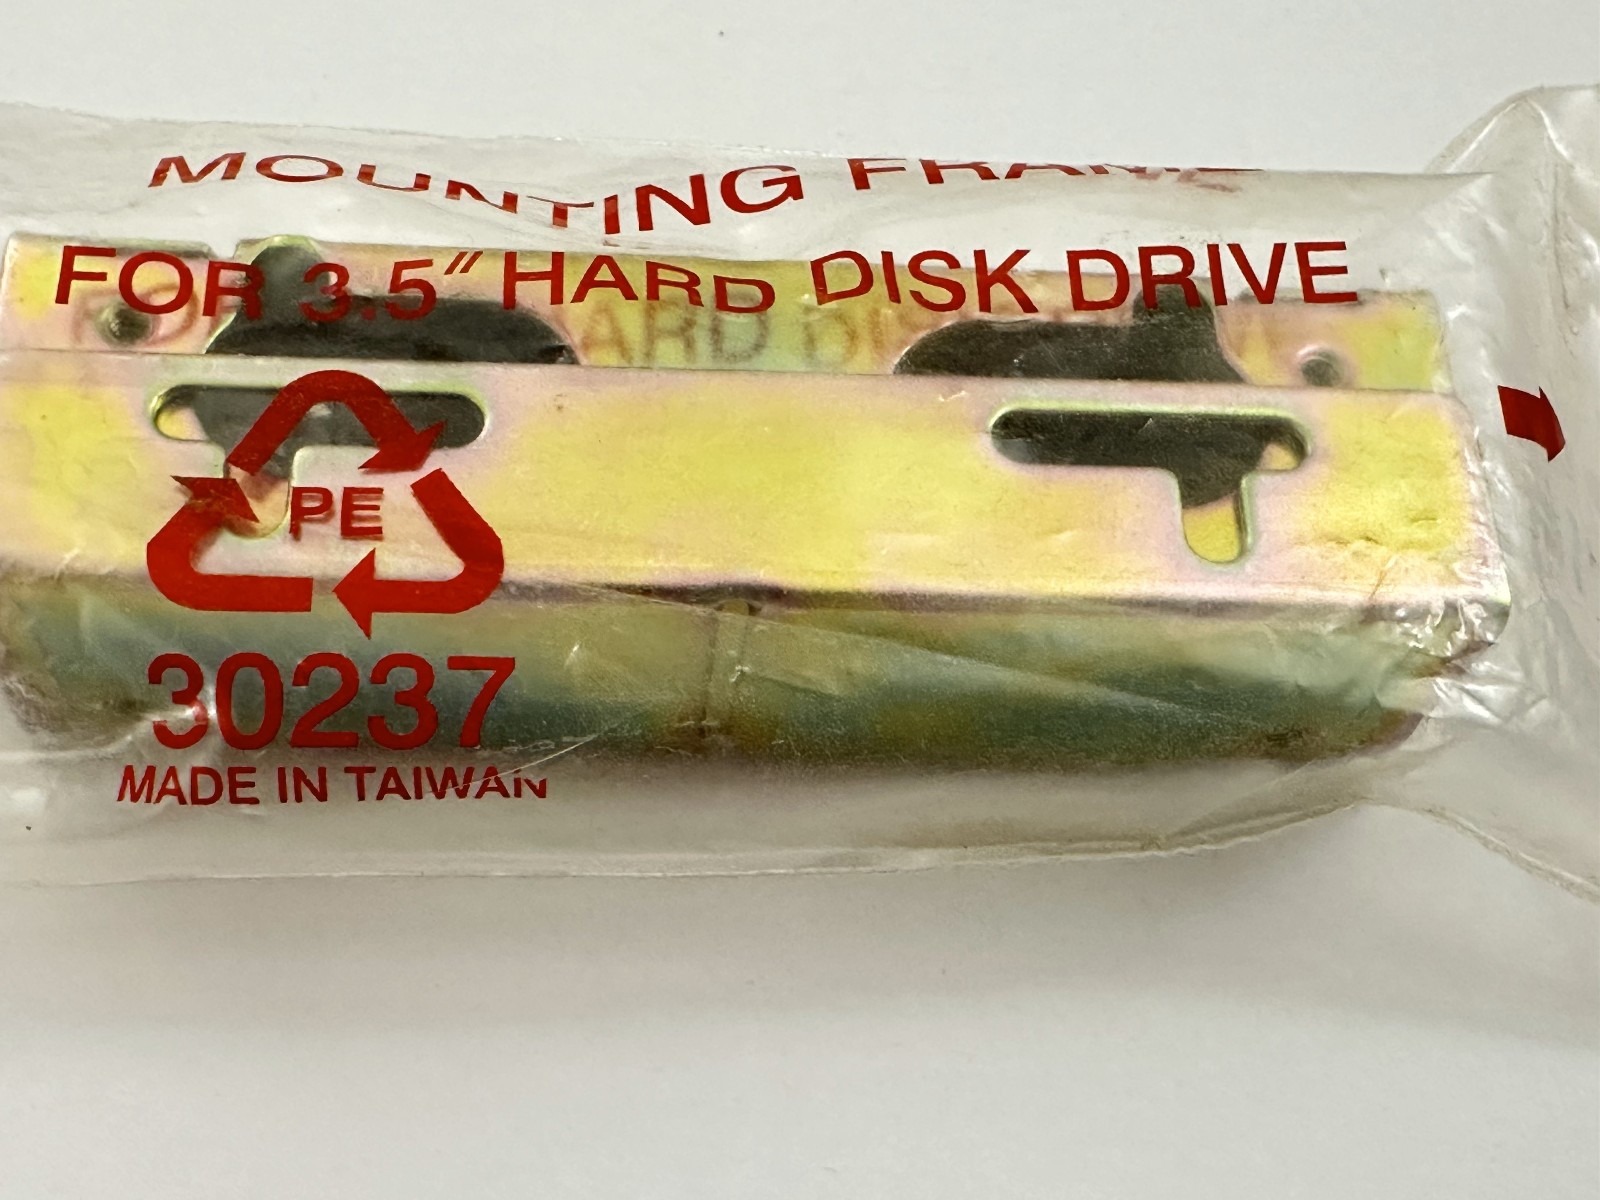 MOUNTING FRAME
FOR 3.5" HARD DISK DRIVE
PE
30237
MADE IN TAIWAN